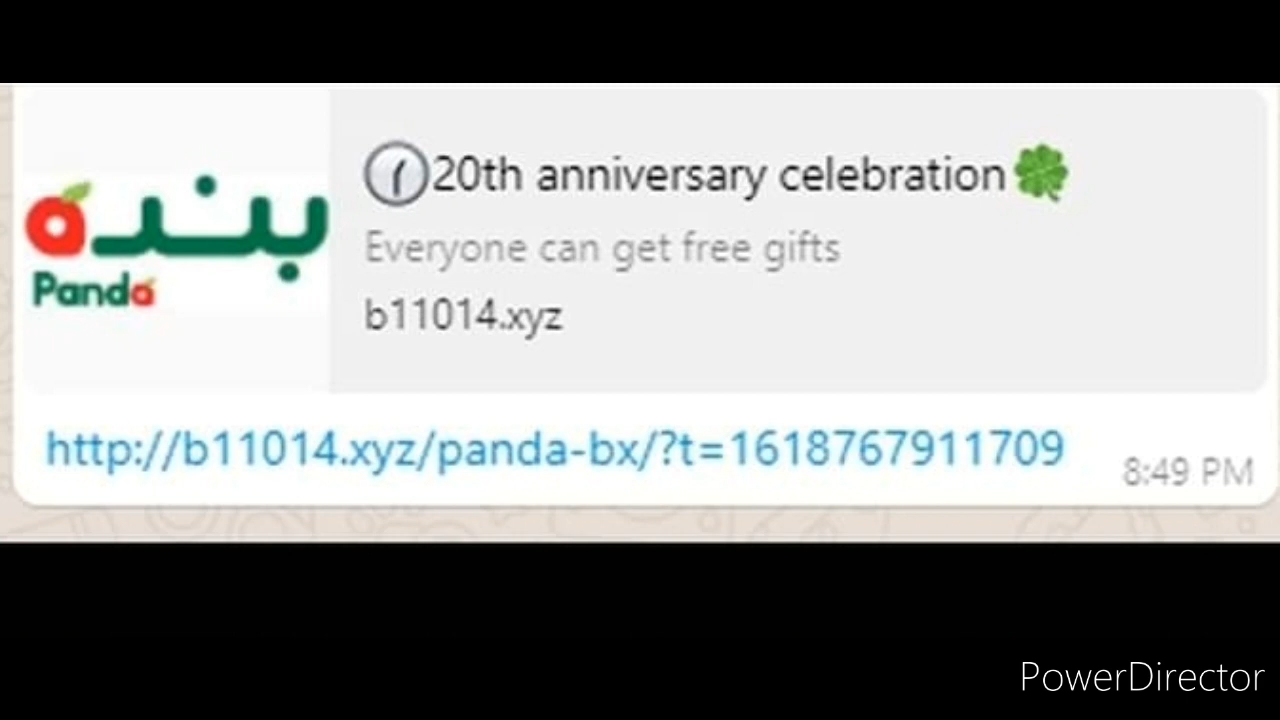 بنده
Panda
🕧20th anniversary celebration🍀
Everyone can get free gifts
b11014.xyz
http://b11014.xyz/panda-bx/?t=1618767911709
8:49 PM
PowerDirector